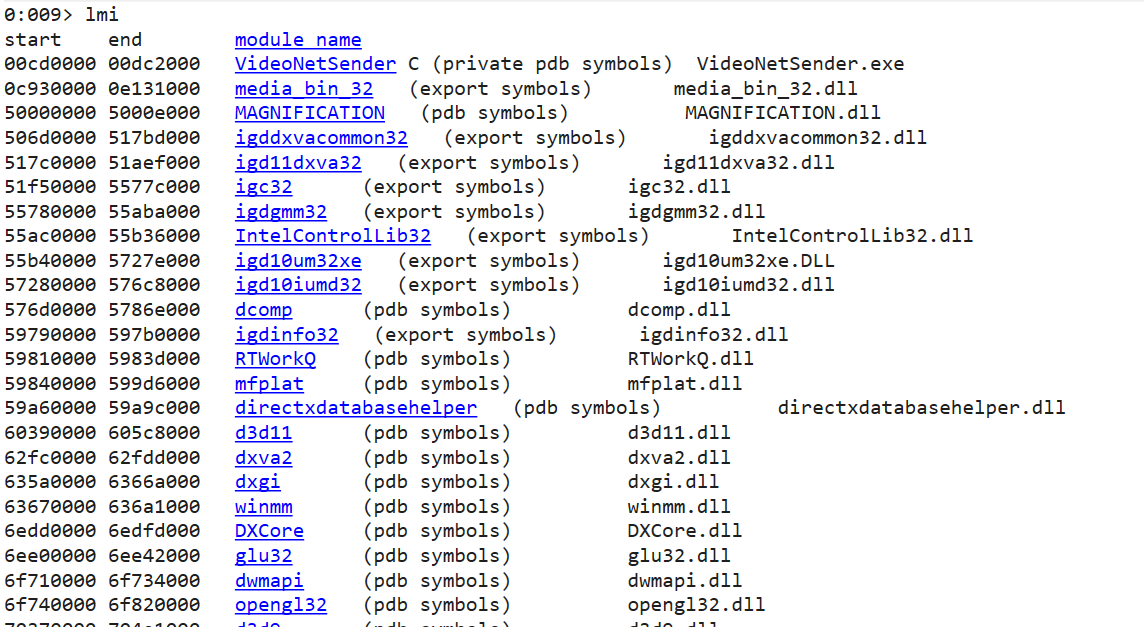 0:009> lmi
start    end        module name
00cd0000 00dc2000   VideoNetSender C (private pdb symbols)  VideoNetSender.exe
0c930000 0e131000   media_bin_32   (export symbols)       media_bin_32.dll
50000000 5000e000   MAGNIFICATION   (pdb symbols)          MAGNIFICATION.dll
506d0000 517bd000   igddxvacommon32   (export symbols)       igddxvacommon32.dll
517c0000 51aef000   igd11dxva32   (export symbols)       igd11dxva32.dll
51f50000 5577c000   igc32      (export symbols)       igc32.dll
55780000 55aba000   igdgmm32   (export symbols)       igdgmm32.dll
55ac0000 55b36000   IntelControlLib32   (export symbols)       IntelControlLib32.dll
55b40000 5727e000   igd10um32xe   (export symbols)       igd10um32xe.DLL
57280000 576c8000   igd10iumd32   (export symbols)       igd10iumd32.dll
576d0000 5786e000   dcomp      (pdb symbols)          dcomp.dll
59790000 597b0000   igdinfo32   (export symbols)       igdinfo32.dll
59810000 5983d000   RTWorkQ    (pdb symbols)          RTWorkQ.dll
59840000 599d6000   mfplat     (pdb symbols)          mfplat.dll
59a60000 59a9c000   directxdatabasehelper   (pdb symbols)          directxdatabasehelper.dll
60390000 605c8000   d3d11      (pdb symbols)          d3d11.dll
62fc0000 62fdd000   dxva2      (pdb symbols)          dxva2.dll
635a0000 6366a000   dxgi       (pdb symbols)          dxgi.dll
63670000 636a1000   winmm      (pdb symbols)          winmm.dll
6edd0000 6edfd000   DXCore     (pdb symbols)          DXCore.dll
6ee00000 6ee42000   glu32      (pdb symbols)          glu32.dll
6f710000 6f734000   dwmapi     (pdb symbols)          dwmapi.dll
6f740000 6f820000   opengl32   (pdb symbols)          opengl32.dll